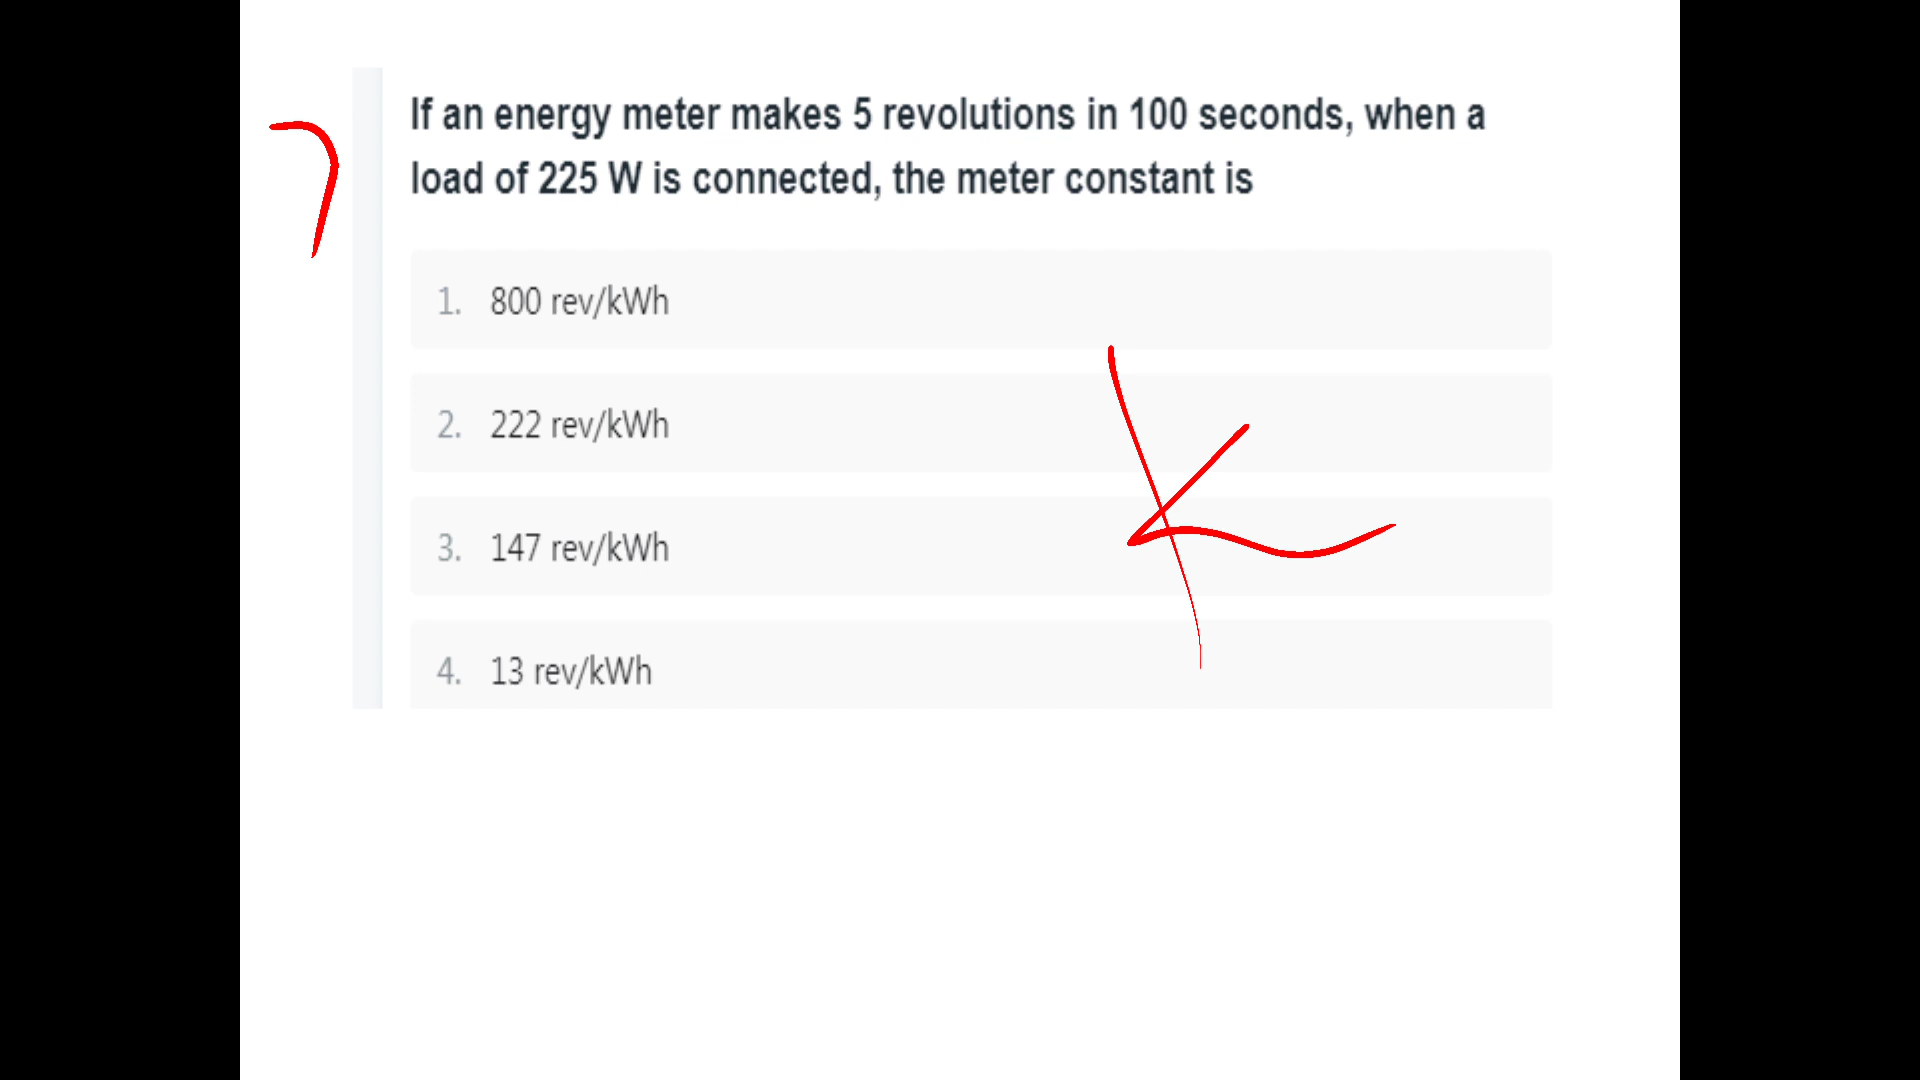 If an energy meter makes 5 revolutions in 100 seconds, when a
load of 225 W is connected, the meter constant is
1. 800 rev/kWh
2. 222 rev/kWh
3. 147 rev/kWh
K
4. 13 rev/kWh